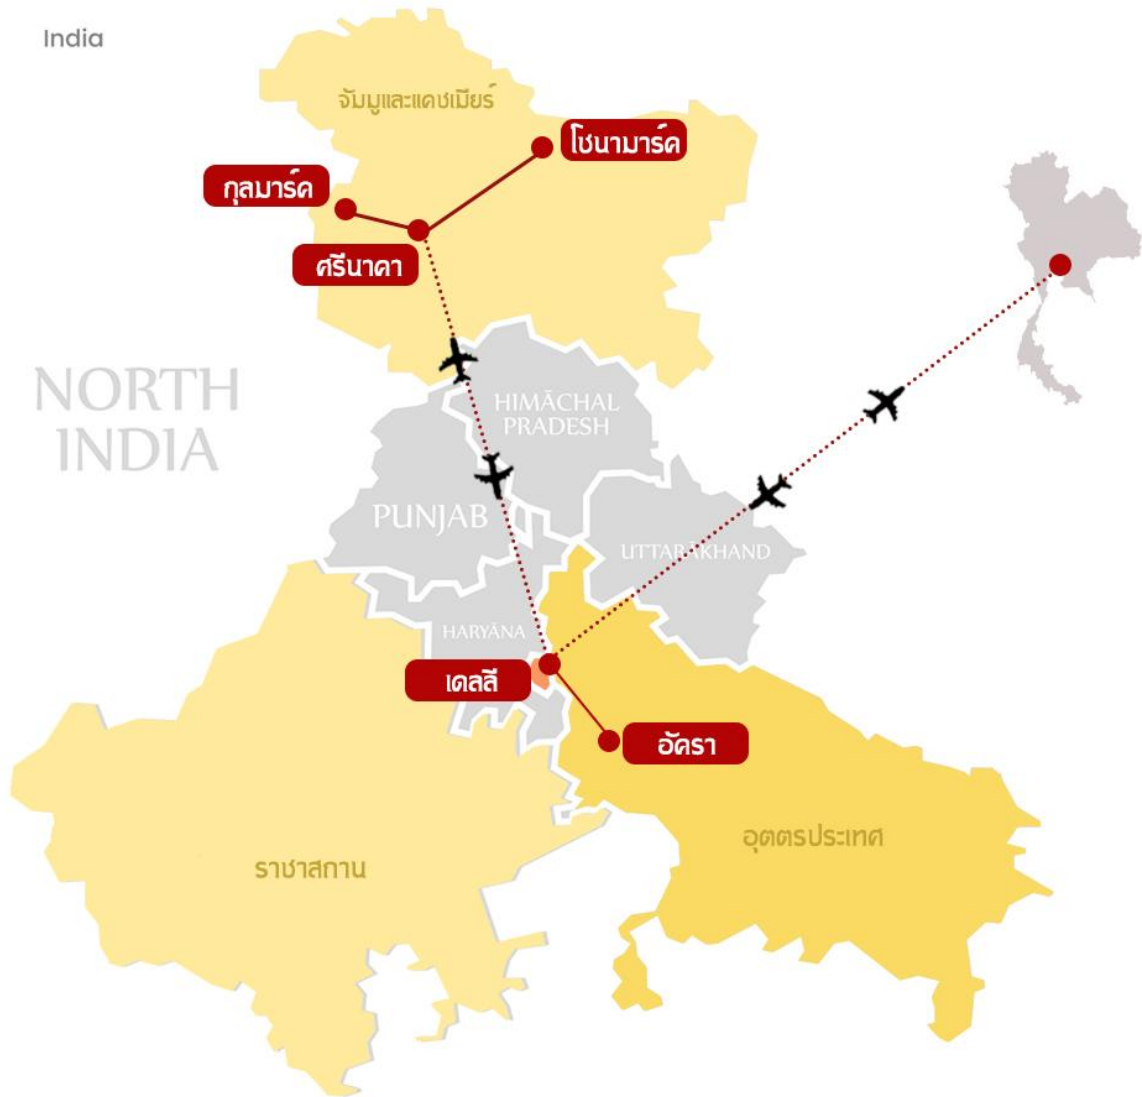 India
จัมมูและแคชเมียร์
โซนามาร์ค
กุลมาร์ค
ศรีนาคา
NORTH
INDIA
HIMĀCHAL
PRADESH
PUNJAB
UTTARĀKHAND
HARYĀNA
เดลลี
อัครา
อุตตรประเทศ
ราชาสถาน